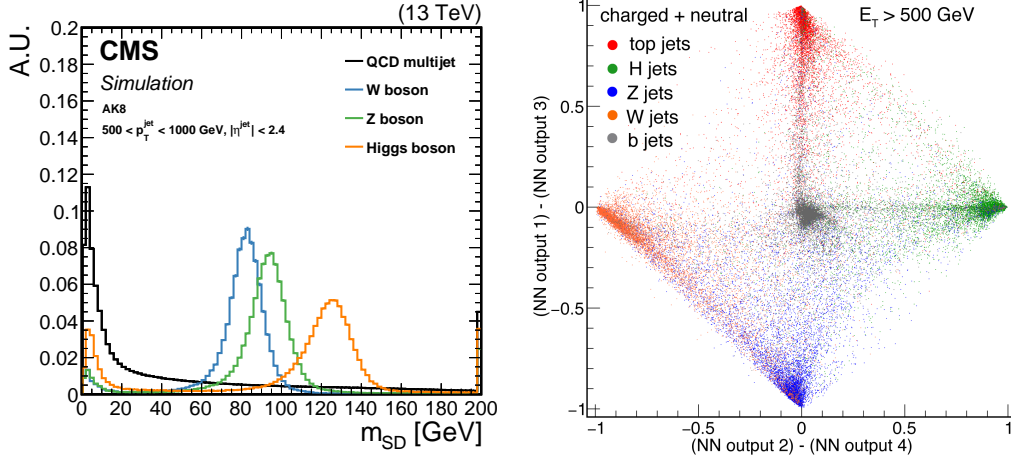 (13 TeV)
A.U.
0.2
0.18
0.16
0.14
0.12
0.1
0.08
0.06
0.04
0.02
0
CMS
Simulation
AK8
500 < p_T^jet < 1000 GeV, |η^jet| < 2.4
QCD multijet
W boson
Z boson
Higgs boson
0 20 40 60 80 100 120 140 160 180 200
m_SD [GeV]
charged + neutral
E_T > 500 GeV
top jets
H jets
Z jets
W jets
b jets
(NN output 1) - (NN output 3)
1
0.5
0
−0.5
−1
−1 −0.5 0 0.5 1
(NN output 2) - (NN output 4)